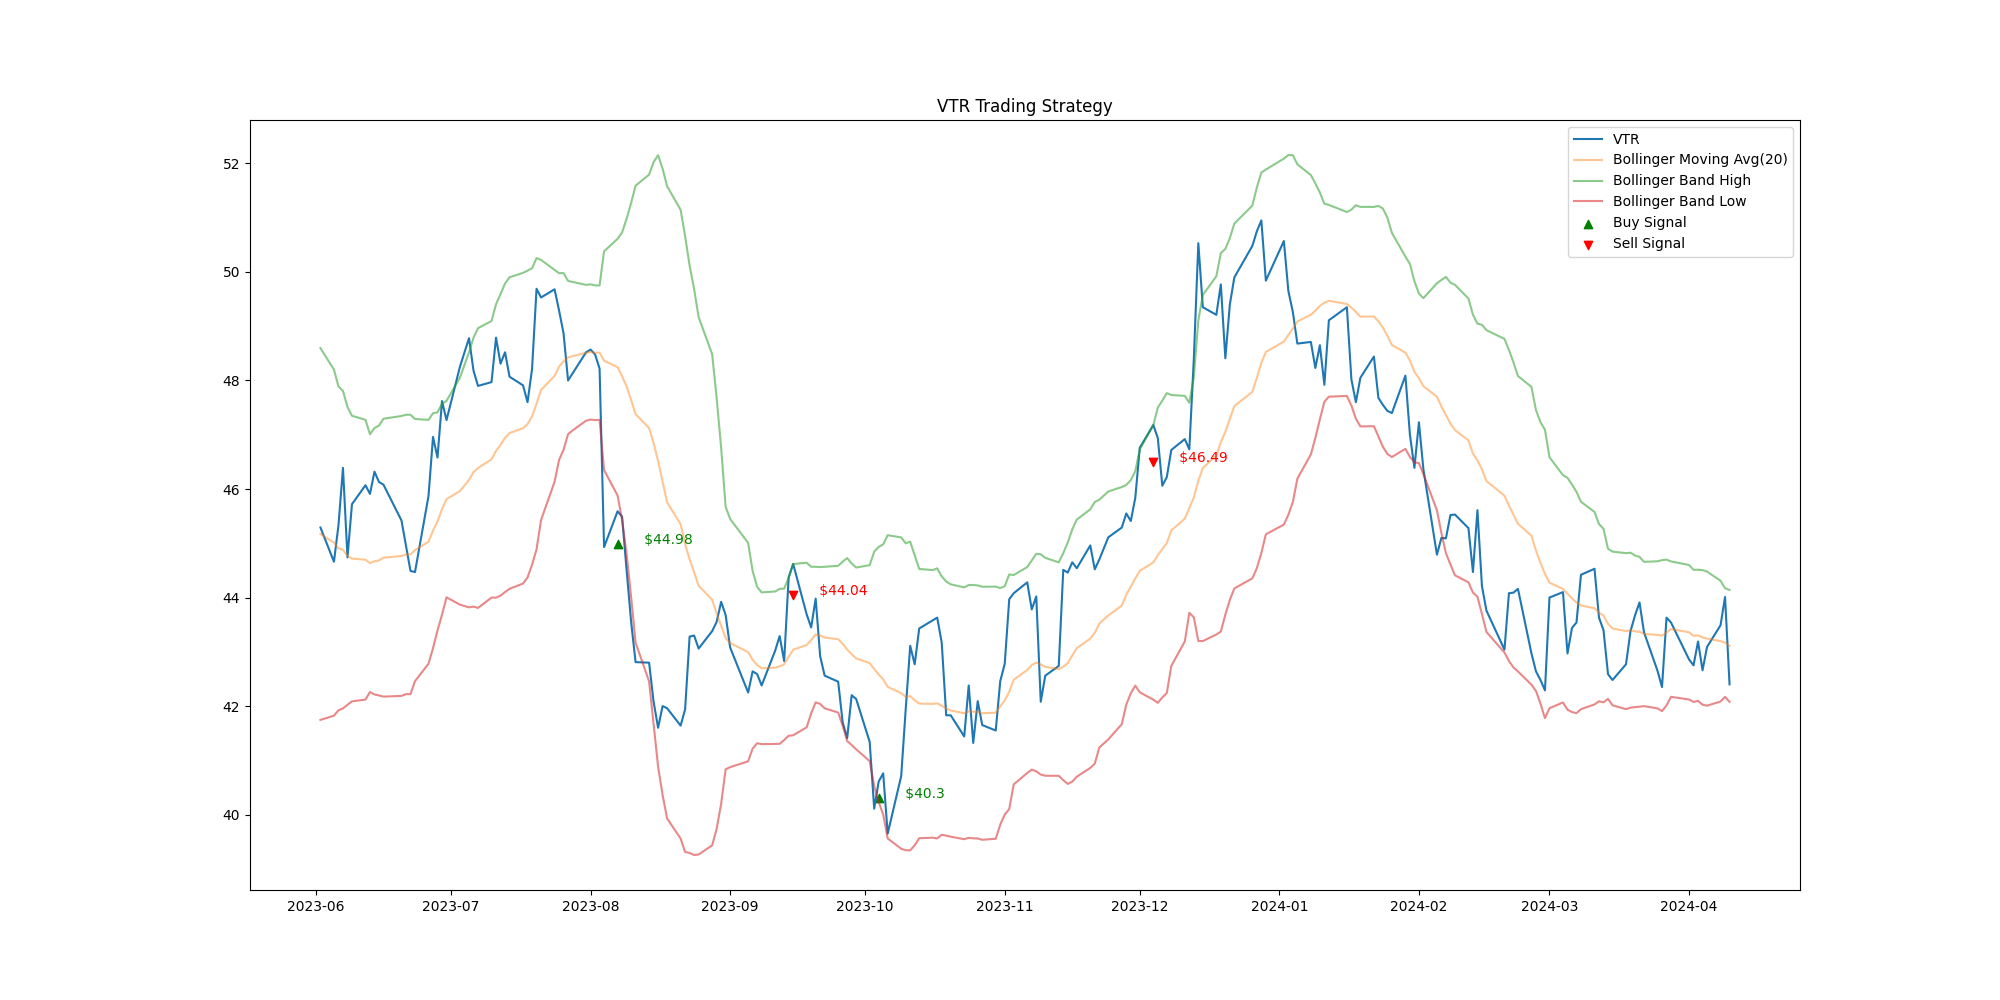 VTR Trading Strategy
VTR
Bollinger Moving Avg(20)
Bollinger Band High
Bollinger Band Low
Buy Signal
Sell Signal
52
50
48
46
44
42
40
$46.49
$44.98
$44.04
$40.3
2023-06 2023-07 2023-08 2023-09 2023-10 2023-11 2023-12 2024-01 2024-02 2024-03 2024-04